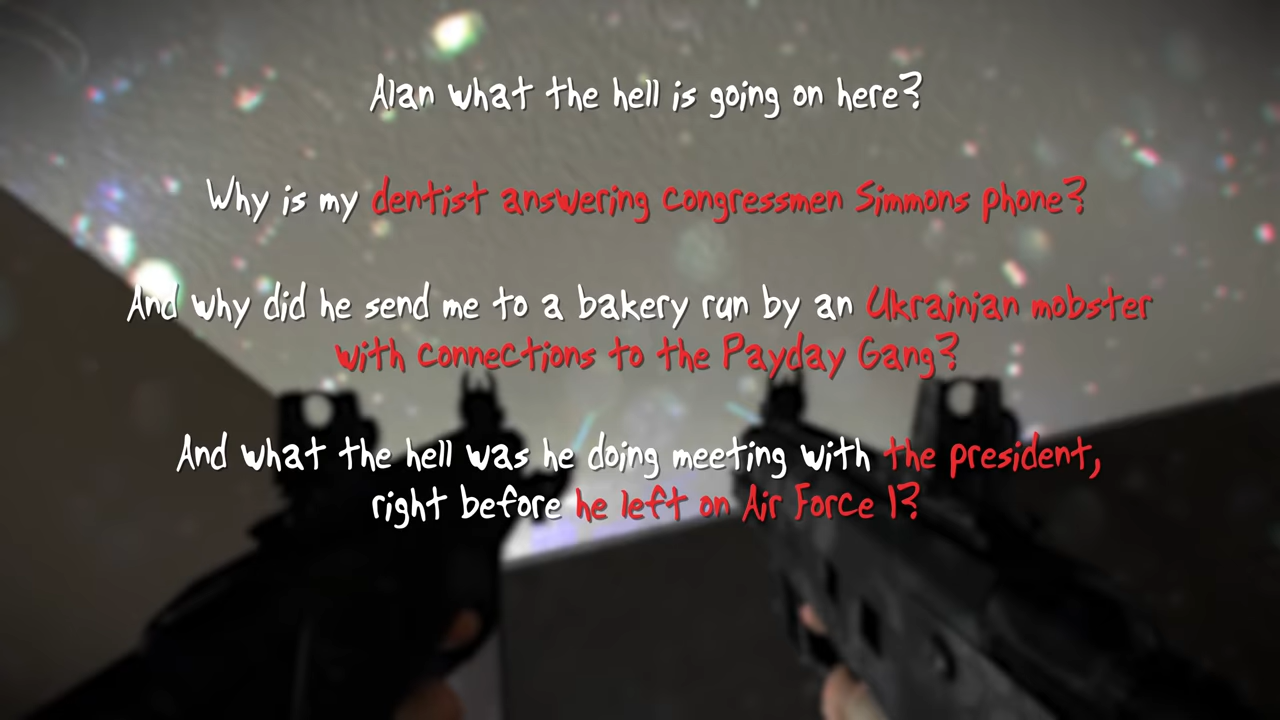 Alan what the hell is going on here?
Why is my dentist answering congressmen Simmons phone?
And why did he send me to a bakery run by an Ukrainian mobster
with connections to the Payday Gang?
And what the hell was he doing meeting with the president,
right before he left on Air Force 1?